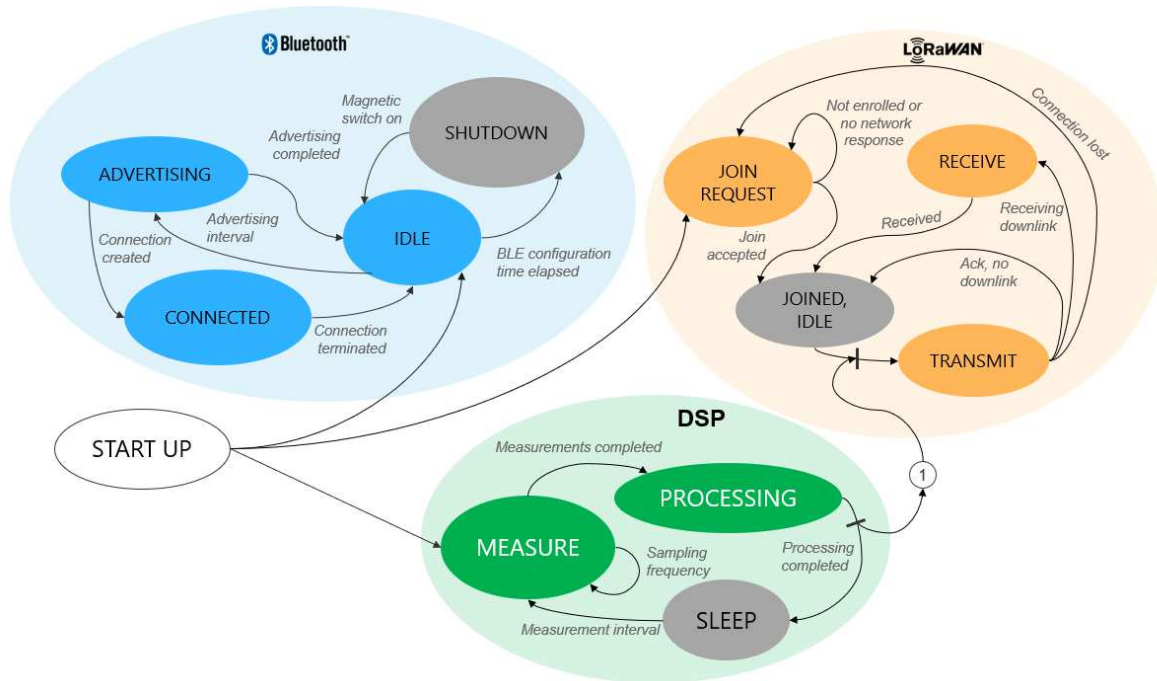 Bluetooth™
Magnetic
switch on
SHUTDOWN
Advertising
completed
ADVERTISING
Advertising
interval
IDLE
Connection
created
BLE configuration
time elapsed
CONNECTED
Connection
terminated
LoRaWAN
Connection lost
Not enrolled or
no network
response
JOIN
REQUEST
RECEIVE
Received
Receiving
downlink
Join
accepted
Ack, no
downlink
JOINED,
IDLE
TRANSMIT
START UP
DSP
Measurements completed
PROCESSING
1
MEASURE
Sampling
frequency
Processing
completed
SLEEP
Measurement interval